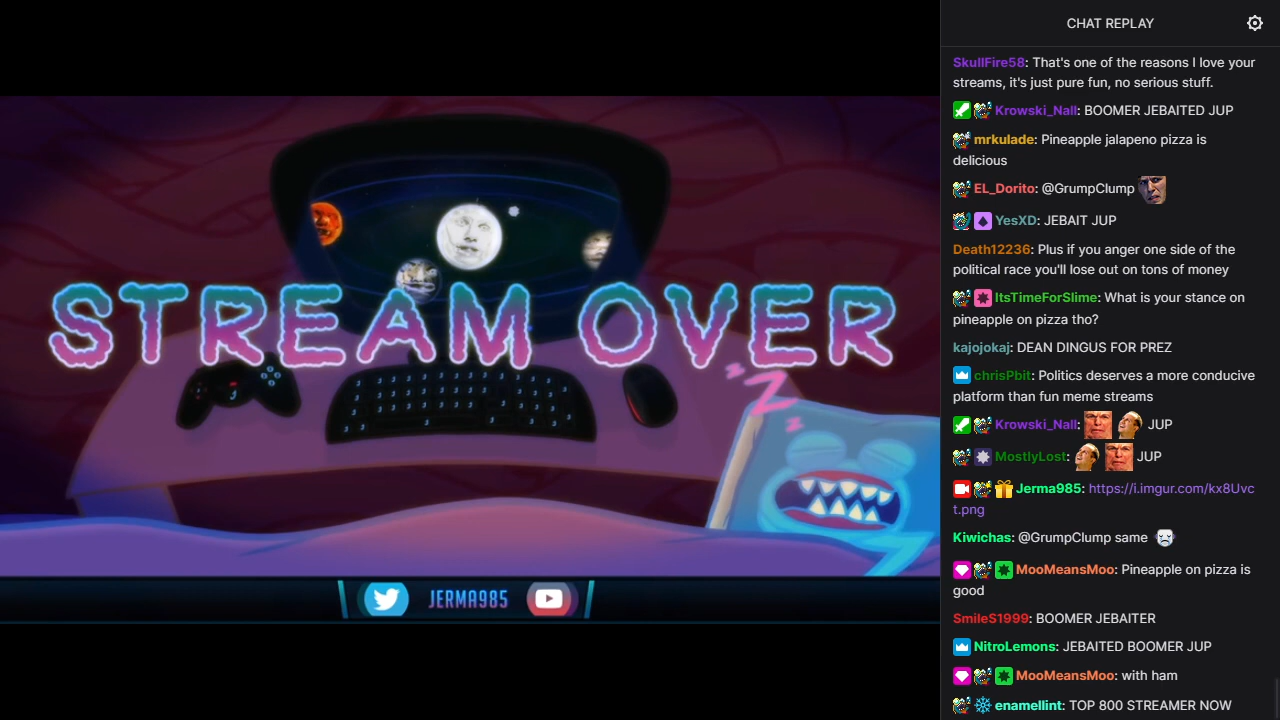 STREAM OVER
z
Z
z
JERMA985
CHAT REPLAY
SkullFire58: That's one of the reasons I love your
streams, it's just pure fun, no serious stuff.
Krowski_Nall: BOOMER JEBAITED JUP
mrkulade: Pineapple jalapeno pizza is
delicious
EL_Dorito: @GrumpClump
YesXD: JEBAIT JUP
Death12236: Plus if you anger one side of the
political race you'll lose out on tons of money
ItsTimeForSlime: What is your stance on
pineapple on pizza tho?
kajojokaj: DEAN DINGUS FOR PREZ
chrisPbit: Politics deserves a more conducive
platform than fun meme streams
Krowski_Nall: JUP
MostlyLost: JUP
Jerma985: https://i.imgur.com/kx8Uvc
t.png
Kiwichas: @GrumpClump same
MooMeansMoo: Pineapple on pizza is
good
SmileS1999: BOOMER JEBAITER
NitroLemons: JEBAITED BOOMER JUP
MooMeansMoo: with ham
enamellint: TOP 800 STREAMER NOW